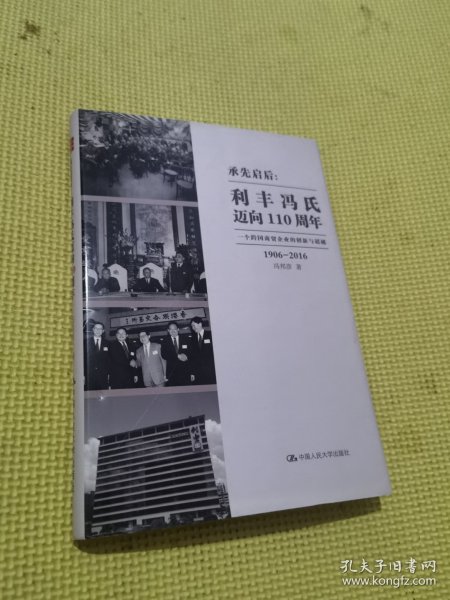 承先启后：
利丰冯氏
迈向110周年
一个跨国商贸企业的创新与超越
1906-2016
冯邦彦 著
中国人民大学出版社
孔夫子旧书网
www.kongfz.com